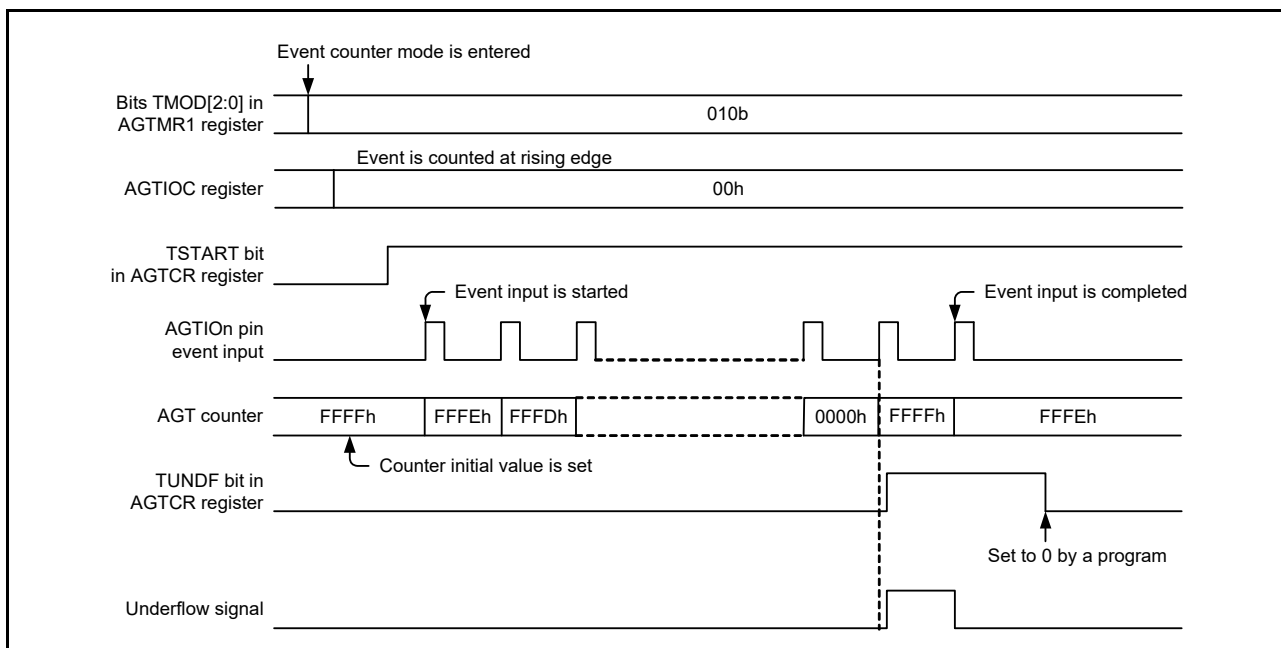 Event counter mode is entered
Bits TMOD[2:0] in
AGTMR1 register
010b
Event is counted at rising edge
AGTIOC register
00h
TSTART bit
in AGTCR register
Event input is started
Event input is completed
AGTIOn pin
event input
AGT counter
FFFFh
FFFEh
FFFDh
0000h
FFFFh
FFFEh
Counter initial value is set
TUNDF bit in
AGTCR register
Set to 0 by a program
Underflow signal